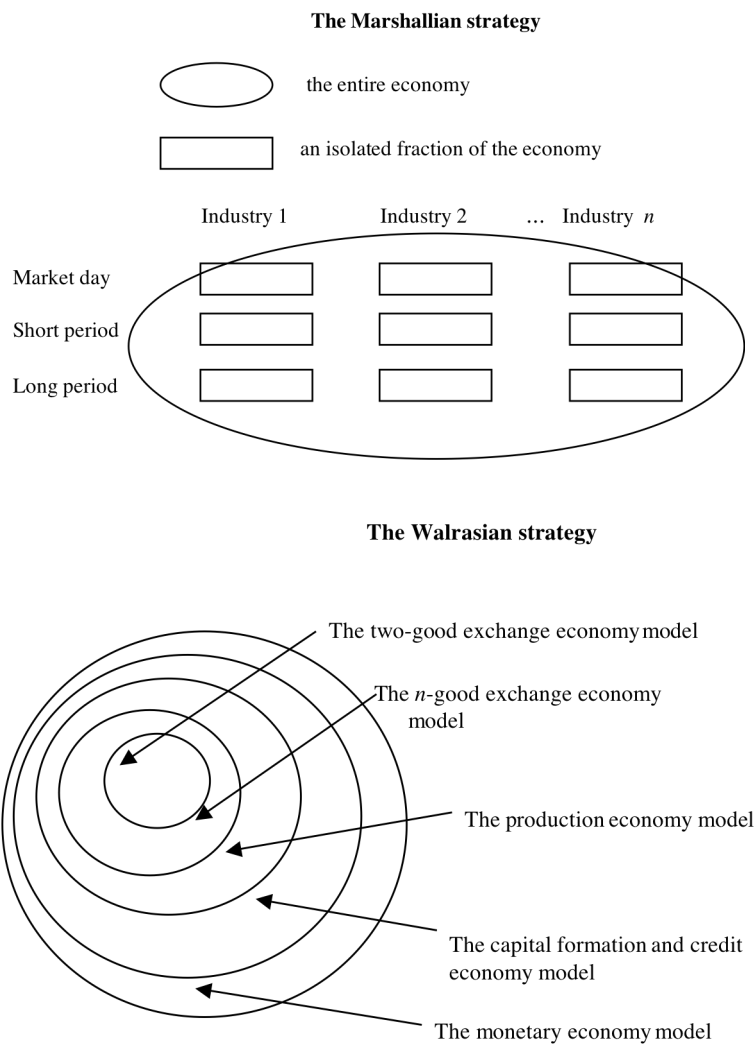 The Marshallian strategy
the entire economy
an isolated fraction of the economy
Industry 1 Industry 2 ... Industry n
Market day
Short period
Long period
The Walrasian strategy
The two-good exchange economy model
The n-good exchange economy
model
The production economy model
The capital formation and credit
economy model
The monetary economy model